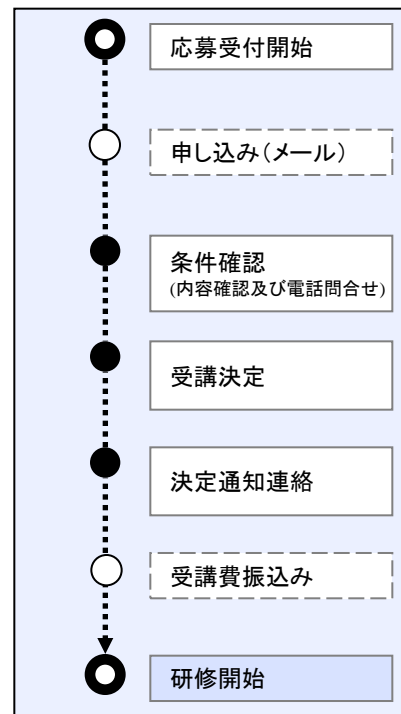 応募受付開始
申し込み（メール）
条件確認
(内容確認及び電話問合せ)
受講決定
決定通知連絡
受講費振込み
研修開始